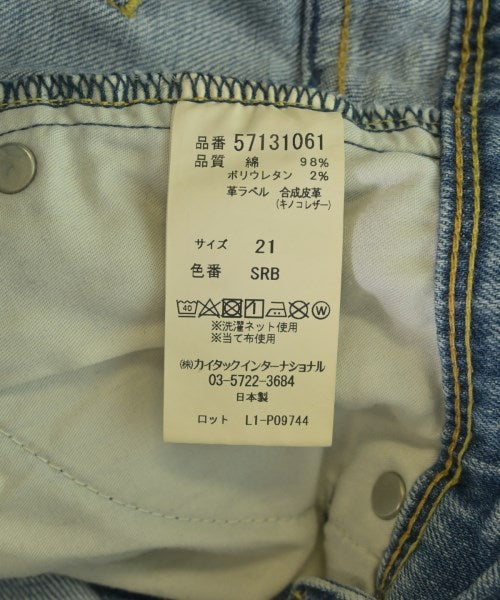 品番 57131061
品質 綿 98%
ポリウレタン 2%
革ラベル 合成皮革
(キノコレザー)
サイズ 21
色番 SRB
40 W
※洗濯ネット使用
※当て布使用
㈱カイタックインターナショナル
03-5722-3684
日本製
ロット L1-P09744